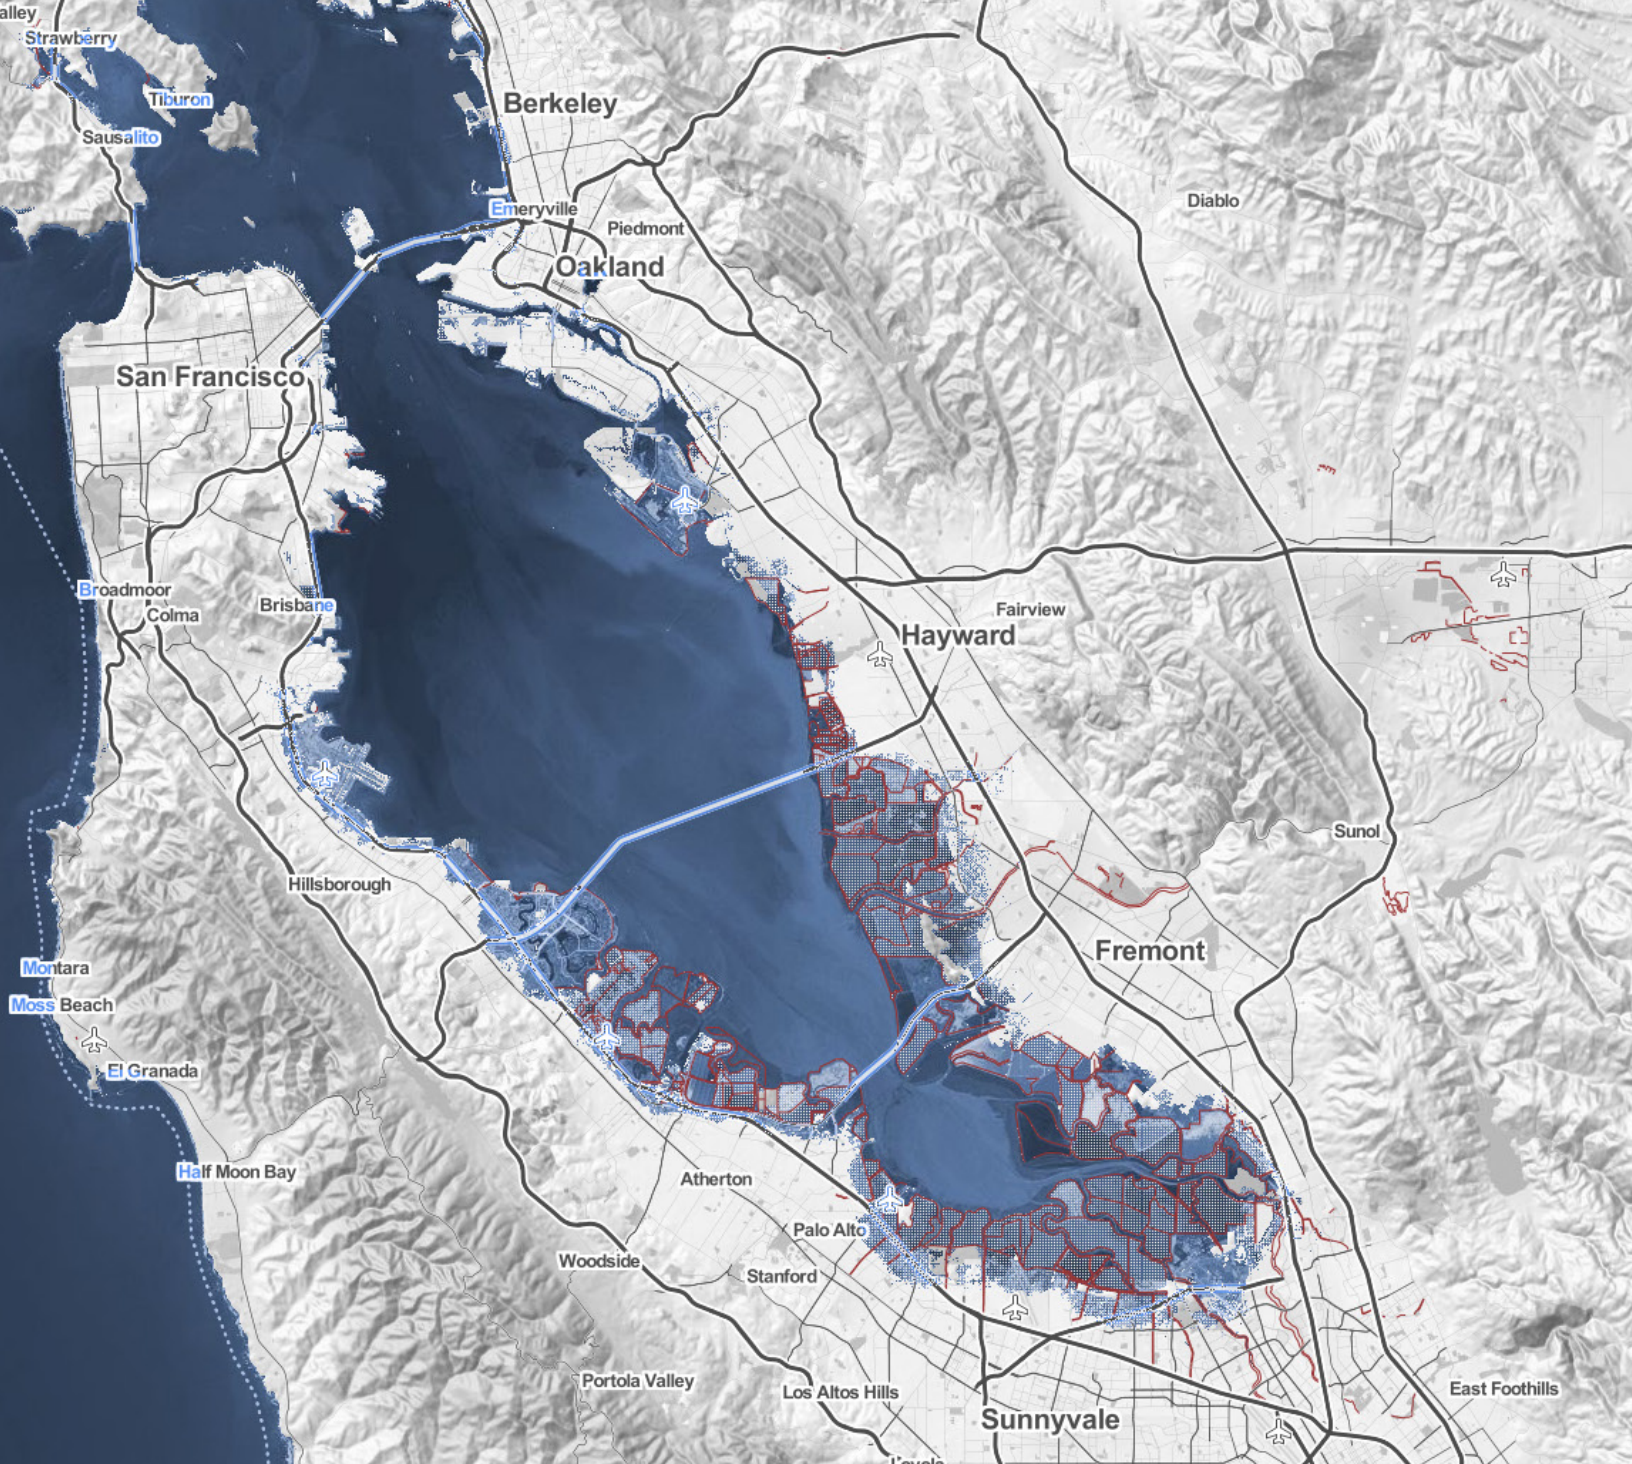 alley
Strawberry
Tiburon
Sausalito
Berkeley
Emeryville
Piedmont
Oakland
Diablo
San Francisco
Broadmoor
Colma
Brisbane
Fairview
Hayward
Sunol
Hillsborough
Fremont
Montara
Moss Beach
El Granada
Half Moon Bay
Atherton
Palo Alto
Woodside
Stanford
Portola Valley
Los Altos Hills
East Foothills
Sunnyvale